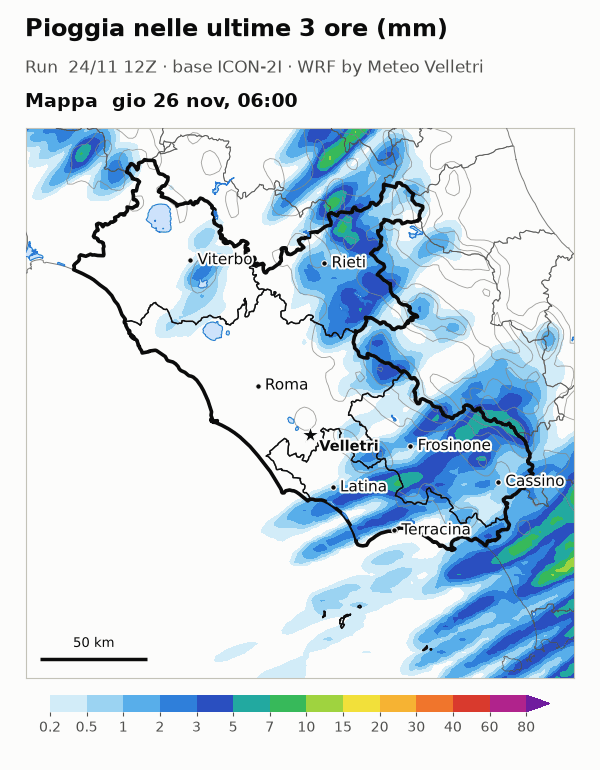 Pioggia nelle ultime 3 ore (mm)
Run  24/11 12Z · base ICON-2I · WRF by Meteo Velletri
Mappa  gio 26 nov, 06:00
Viterbo
Rieti
Roma
Velletri
Frosinone
Latina
Cassino
Terracina
50 km
0.2 0.5 1 2 3 5 7 10 15 20 30 40 60 80